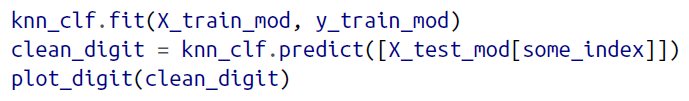 knn_clf.fit(X_train_mod, y_train_mod)
clean_digit = knn_clf.predict([X_test_mod[some_index]])
plot_digit(clean_digit)